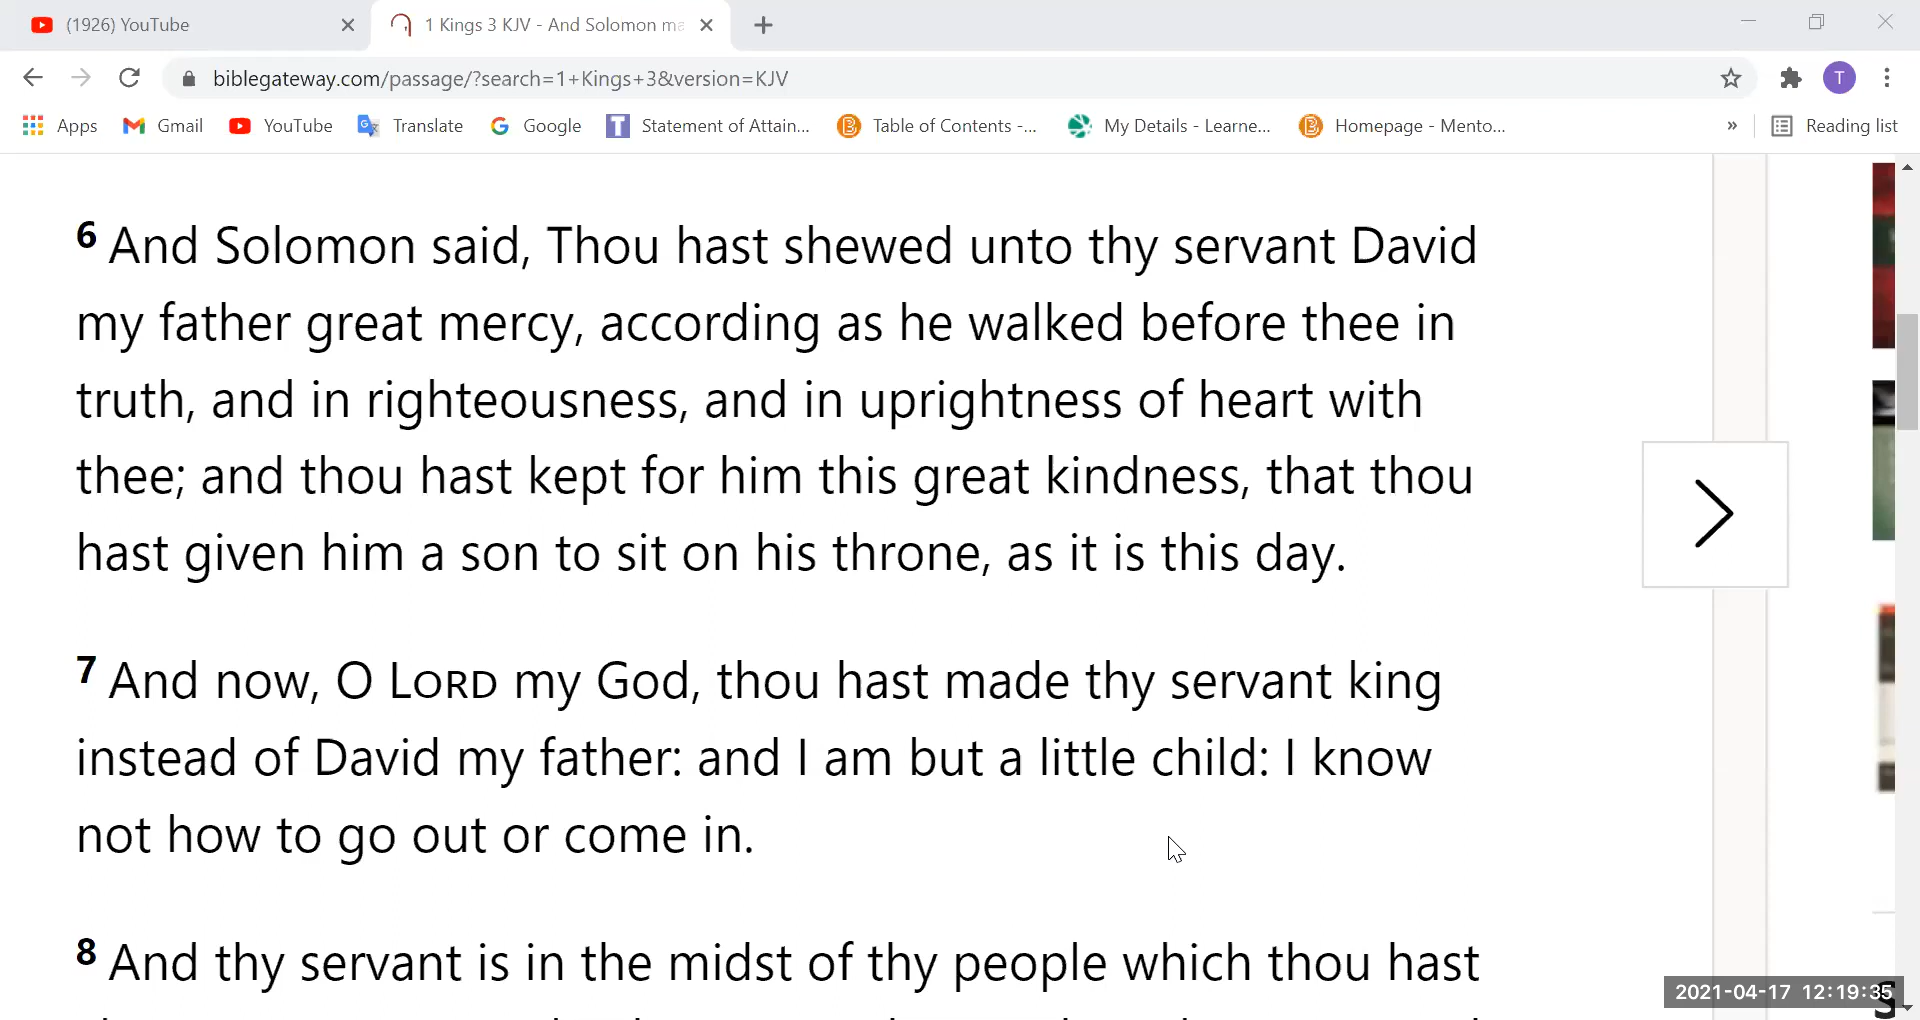 (1926) YouTube
1 Kings 3 KJV - And Solomon ma
biblegateway.com/passage/?search=1+Kings+3&version=KJV
T
Apps Gmail YouTube Translate Google Statement of Attain... Table of Contents -... My Details - Learne... Homepage - Mento... » Reading list
6 And Solomon said, Thou hast shewed unto thy servant David
my father great mercy, according as he walked before thee in
truth, and in righteousness, and in uprightness of heart with
thee; and thou hast kept for him this great kindness, that thou
hast given him a son to sit on his throne, as it is this day.
7 And now, O LORD my God, thou hast made thy servant king
instead of David my father: and I am but a little child: I know
not how to go out or come in.
8 And thy servant is in the midst of thy people which thou hast
2021-04-17 12:19:35